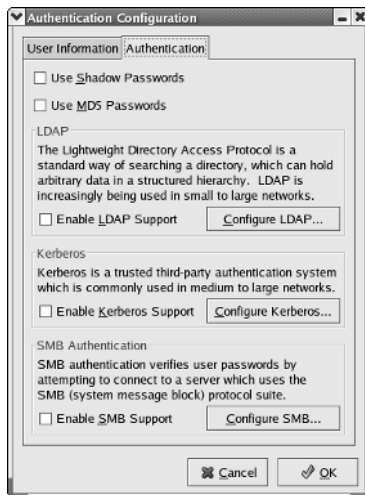 Authentication Configuration
User Information
Authentication
Use Shadow Passwords
Use MD5 Passwords
LDAP
The Lightweight Directory Access Protocol is a
standard way of searching a directory, which can hold
arbitrary data in a structured hierarchy. LDAP is
increasingly being used in small to large networks.
Enable LDAP Support
Configure LDAP...
Kerberos
Kerberos is a trusted third-party authentication system
which is commonly used in medium to large networks.
Enable Kerberos Support
Configure Kerberos...
SMB Authentication
SMB authentication verifies user passwords by
attempting to connect to a server which uses the
SMB (system message block) protocol suite.
Enable SMB Support
Configure SMB...
Cancel
OK